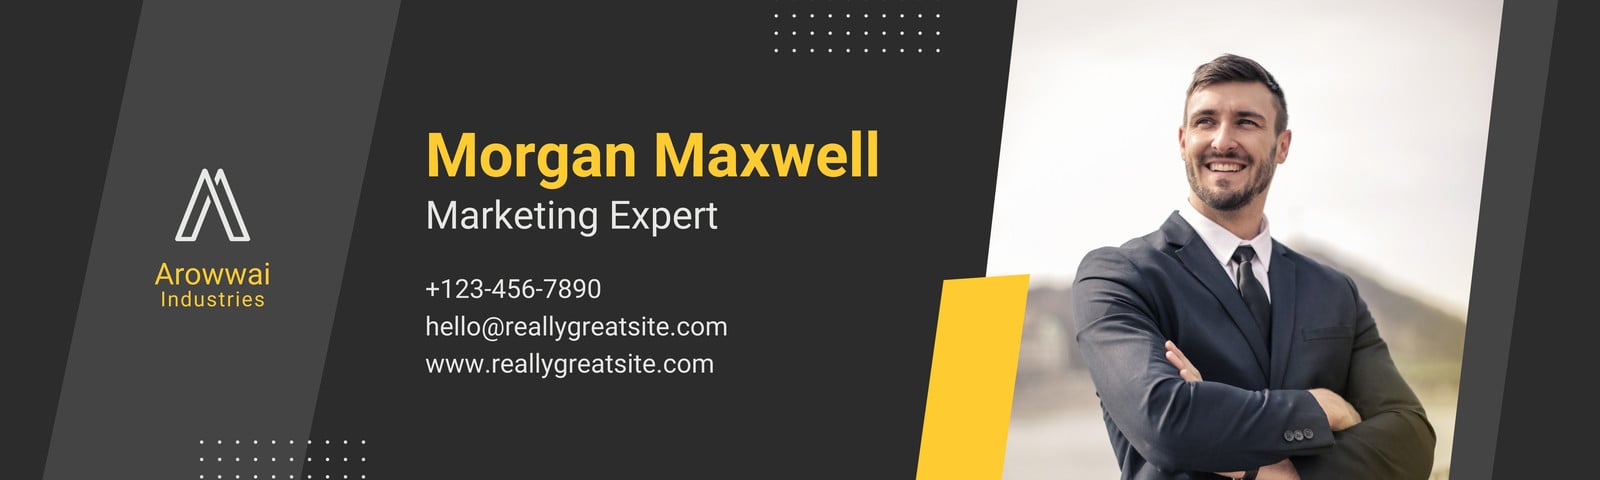 Arowwai
Industries
Morgan Maxwell
Marketing Expert
+123-456-7890
hello@reallygreatsite.com
www.reallygreatsite.com